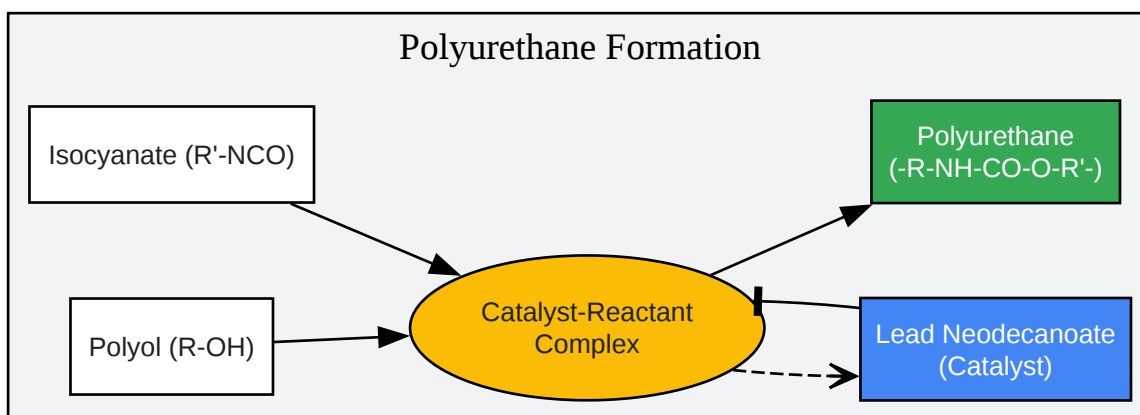 Polyurethane Formation
Isocyanate (R'-NCO)
Polyurethane
(-R-NH-CO-O-R'-)
Polyol (R-OH)
Catalyst-Reactant
Complex
Lead Neodecanoate
(Catalyst)